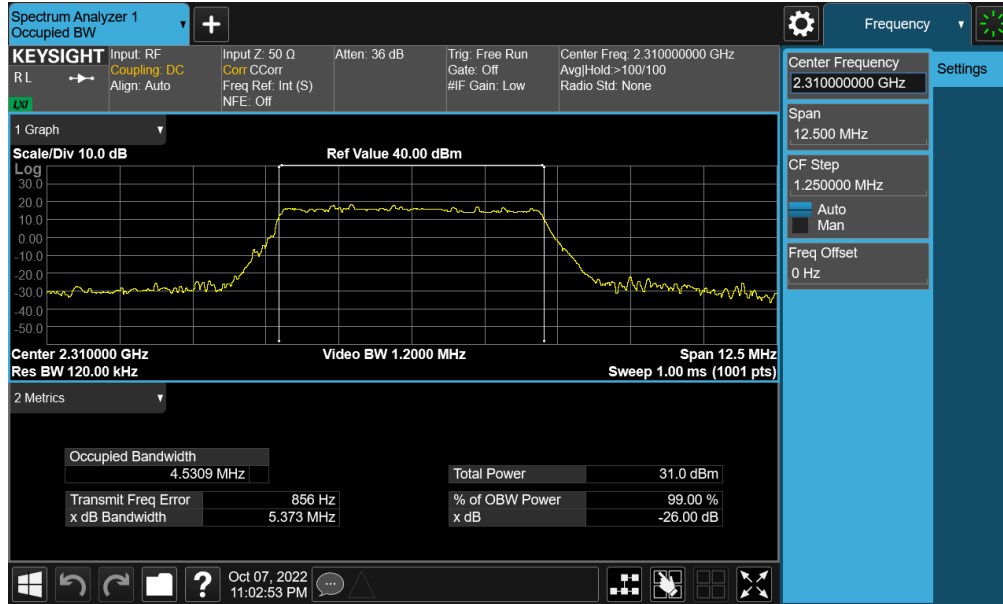 Spectrum Analyzer 1
Occupied BW
+
Frequency
KEYSIGHT
R L
LXI
Input: RF
Coupling: DC
Align: Auto
Input Z: 50 Ω
Corr CCorr
Freq Ref: Int (S)
NFE: Off
Atten: 36 dB
Trig: Free Run
Gate: Off
#IF Gain: Low
Center Freq: 2.310000000 GHz
Avg|Hold:>100/100
Radio Std: None
Center Frequency
2.310000000 GHz
Settings
Span
12.500 MHz
CF Step
1.250000 MHz
Auto
Man
Freq Offset
0 Hz
1 Graph
Scale/Div 10.0 dB
Ref Value 40.00 dBm
Log
30.0
20.0
10.0
0.00
-10.0
-20.0
-30.0
-40.0
-50.0
Center 2.310000 GHz
Video BW 1.2000 MHz
Span 12.5 MHz
Res BW 120.00 kHz
Sweep 1.00 ms (1001 pts)
2 Metrics
Occupied Bandwidth
4.5309 MHz
Total Power 31.0 dBm
Transmit Freq Error 856 Hz
% of OBW Power 99.00 %
x dB Bandwidth 5.373 MHz
x dB -26.00 dB
?
Oct 07, 2022
11:02:53 PM